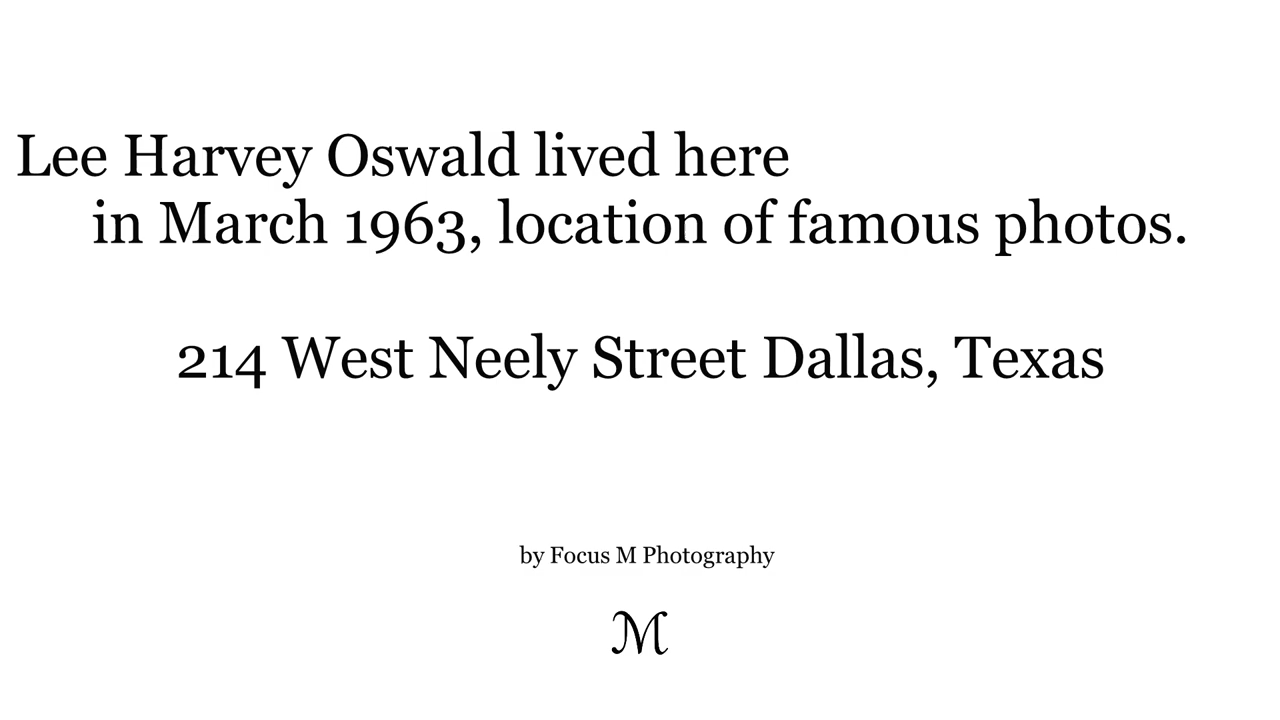 Lee Harvey Oswald lived here
in March 1963, location of famous photos.
214 West Neely Street Dallas, Texas
by Focus M Photography
M